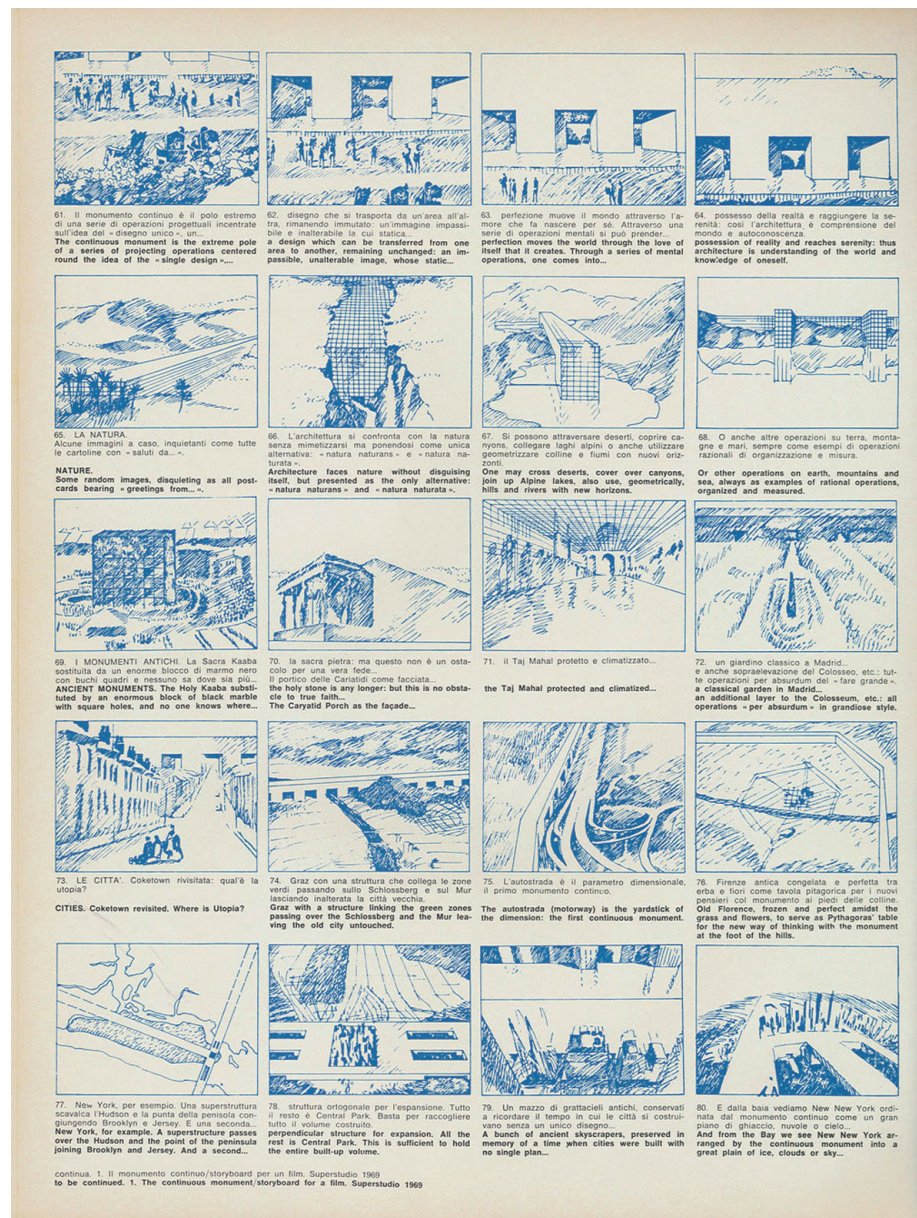 61. Il monumento continuo è il polo estremo
di una serie di operazioni progettuali incentrate
sull'idea del « disegno unico », un...
The continuous monument is the extreme pole
of a series of projecting operations centered
round the idea of the « single design »,...
62. disegno che si trasporta da un'area all'al-
tra, rimanendo immutato: un'immagine impassi-
bile e inalterabile la cui statica...
a design which can be transferred from one
area to another, remaining unchanged: an im-
passible, unalterable image, whose static...
63. perfezione muove il mondo attraverso l'a-
more che fa nascere per sé. Attraverso una
serie di operazioni mentali si può prender...
perfection moves the world through the love of
itself that it creates. Through a series of mental
operations, one comes into...
64. possesso della realtà e raggiungere la se-
renità: così l'architettura è comprensione del
mondo e autoconoscenza.
possession of reality and reaches serenity: thus
architecture is understanding of the world and
knowledge of oneself.
65. LA NATURA.
Alcune immagini a caso, inquietanti come tutte
le cartoline con « saluti da... ».
NATURE.
Some random images, disquieting as all post-
cards bearing « greetings from... ».
66. L'architettura si confronta con la natura
senza mimetizzarsi ma ponendosi come unica
alternativa: « natura naturans » e « natura na-
turata ».
Architecture faces nature without disguising
itself, but presented as the only alternative:
« natura naturans » and « natura naturata ».
67. Si possono attraversare deserti, coprire ca-
nyons, collegare laghi alpini o anche utilizzare
geometrizzare colline e fiumi con nuovi oriz-
zonti.
One may cross deserts, cover over canyons,
join up Alpine lakes, also use, geometrically,
hills and rivers with new horizons.
68. O anche altre operazioni su terra, monta-
gne e mari, sempre come esempi di operazioni
razionali di organizzazione e misura.
Or other operations on earth, mountains and
sea, always as examples of rational operations,
organized and measured.
69. I MONUMENTI ANTICHI. La Sacra Kaaba
sostituita da un enorme blocco di marmo nero
con buchi quadri e nessuno sa dove sia più...
ANCIENT MONUMENTS. The Holy Kaaba substi-
tuted by an enormous block of black marble
with square holes, and no one knows where...
70. la sacra pietra: ma questo non è un osta-
colo per una vera fede...
Il portico delle Cariatidi come facciata...
the holy stone is any longer: but this is no obsta-
cle to true faith...
The Caryatid Porch as the façade...
71. il Taj Mahal protetto e climatizzato...
the Taj Mahal protected and climatized...
72. un giardino classico a Madrid...
e anche sopraelevazione del Colosseo, etc.: tut-
te operazioni per absurdum del « fare grande ».
a classical garden in Madrid...
an additional layer to the Colosseum, etc.: all
operations « per absurdum » in grandiose style.
73. LE CITTA'. Coketown rivisitata: qual'è la
utopia?
CITIES. Coketown revisited. Where is Utopia?
74. Graz con una struttura che collega le zone
verdi passando sullo Schlossberg e sul Mur
lasciando inalterata la città vecchia.
Graz with a structure linking the green zones
passing over the Schlossberg and the Mur lea-
ving the old city untouched.
75. L'autostrada è il parametro dimensionale,
il primo monumento continuo.
The autostrada (motorway) is the yardstick of
the dimension: the first continuous monument.
76. Firenze antica congelata e perfetta tra
erba e fiori come tavola pitagorica per i nuovi
pensieri col monumento ai piedi delle colline.
Old Florence, frozen and perfect amidst the
grass and flowers, to serve as Pythagoras' table
for the new way of thinking with the monument
at the foot of the hills.
77. New York, per esempio. Una superstruttura
scavalca l'Hudson e la punta della penisola con-
giungendo Brooklyn e Jersey. E una seconda...
New York, for example. A superstructure passes
over the Hudson and the point of the peninsula
joining Brooklyn and Jersey. And a second...
78. struttura ortogonale per l'espansione. Tutto
il resto è Central Park. Basta per raccogliere
tutto il volume costruito.
perpendicular structure for expansion. All the
rest is Central Park. This is sufficient to hold
the entire built-up volume.
79. Un mazzo di grattacieli antichi, conservati
a ricordare il tempo in cui le città si costrui-
vano senza un unico disegno...
A bunch of ancient skyscrapers, preserved in
memory of a time when cities were built with
no single plan...
80. E dalla baia vediamo New New York ordi-
nata dal monumento continuo come un gran
piano di ghiaccio, nuvole o cielo...
And from the Bay we see New New York ar-
ranged by the continuous monument into a
great plain of ice, clouds or sky...
continua. 1. Il monumento continuo/storyboard per un film. Superstudio 1969
to be continued. 1. The continuous monument/storyboard for a film. Superstudio 1969